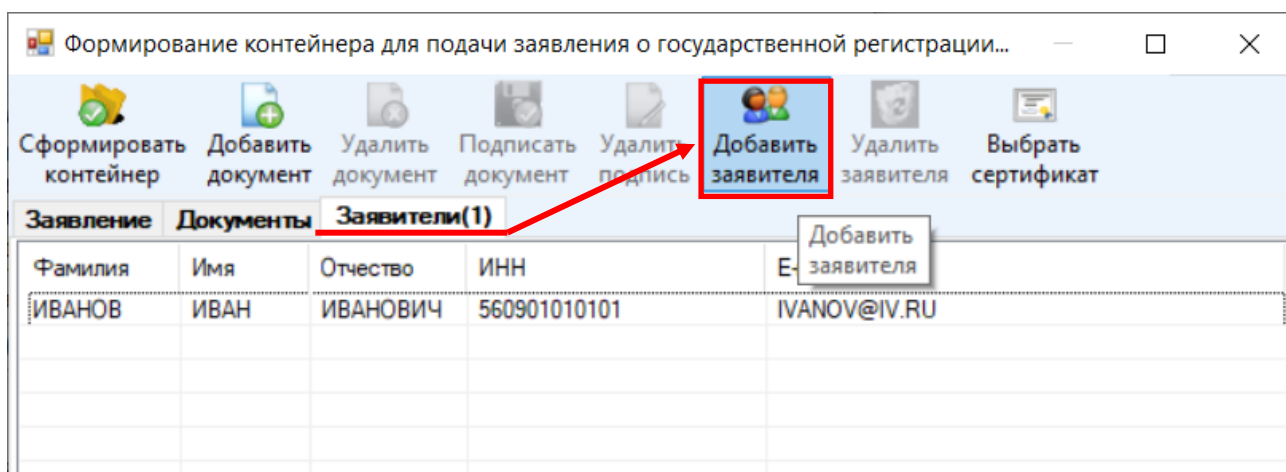 Формирование контейнера для подачи заявления о государственной регистрации...
Сформировать Добавить Удалить Подписать Удалить Добавить Удалить Выбрать
контейнер документ документ документ подпись заявителя заявителя сертификат
Заявление Документы Заявители(1)
Добавить
заявителя
Фамилия Имя Отчество ИНН E-
ИВАНОВ ИВАН ИВАНОВИЧ 560901010101 IVANOV@IV.RU